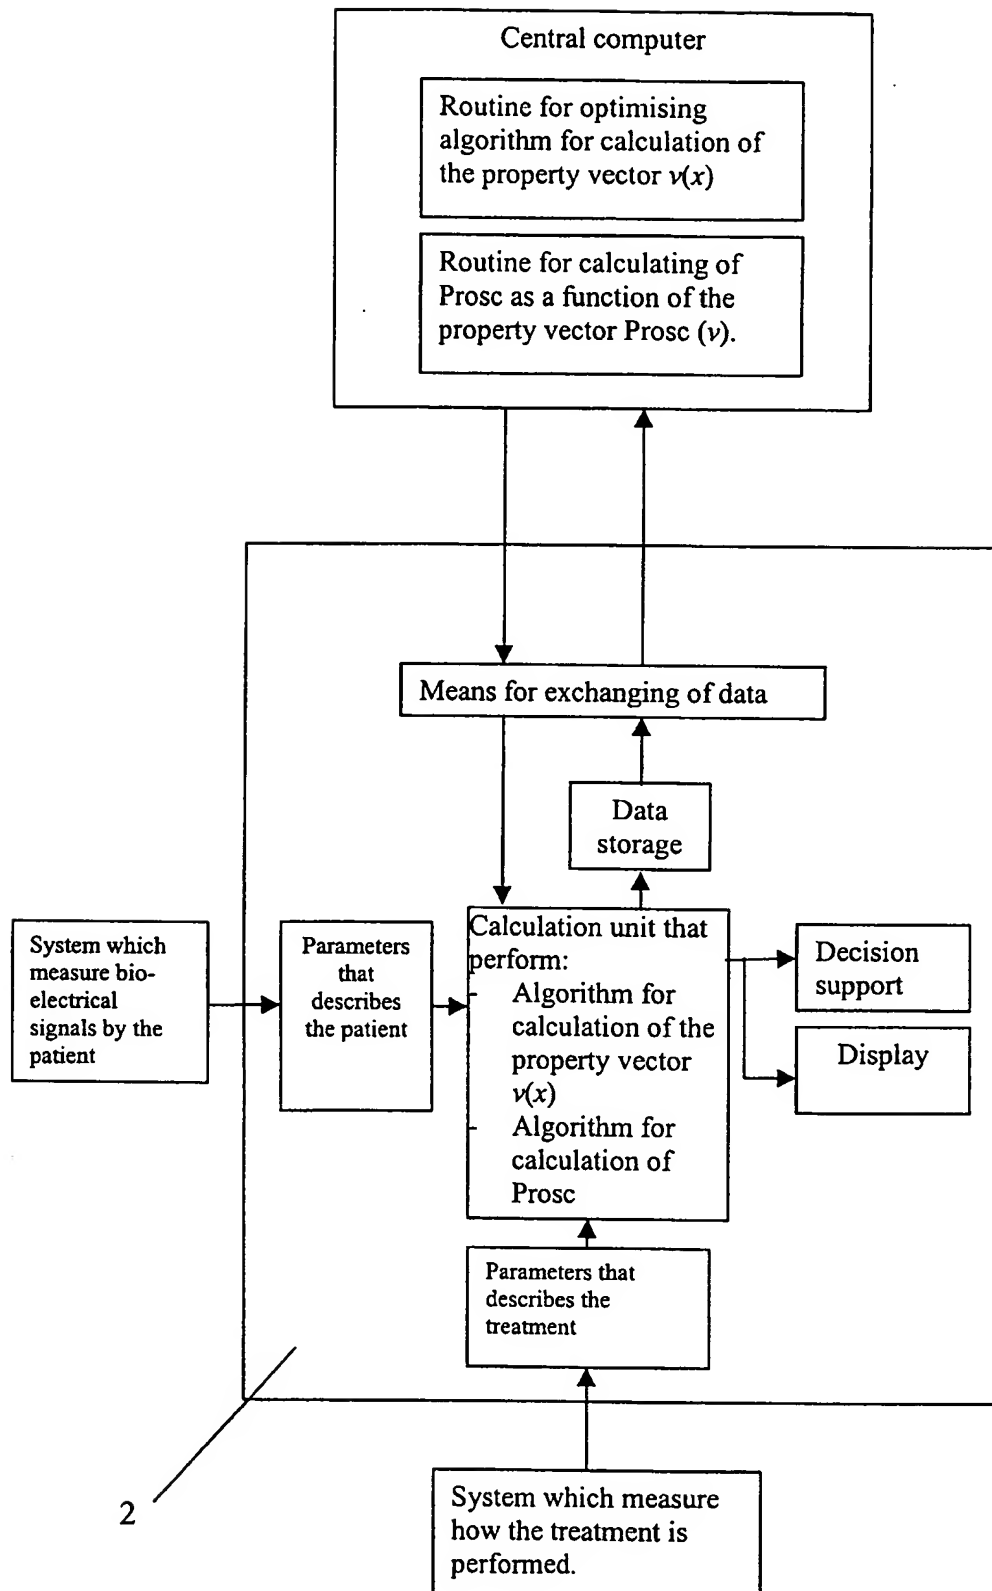 Central computer
Routine for optimising
algorithm for calculation of
the property vector v(x)
Routine for calculating of
Prosc as a function of the
property vector Prosc (v).
Means for exchanging of data
Data
storage
System which
measure bio-
electrical
signals by the
patient
Parameters
that
describes
the patient
Calculation unit that
perform:
- Algorithm for
calculation of the
property vector
v(x)
- Algorithm for
calculation of
Prosc
Decision
support
Display
Parameters that
describes the
treatment
2
System which measure
how the treatment is
performed.